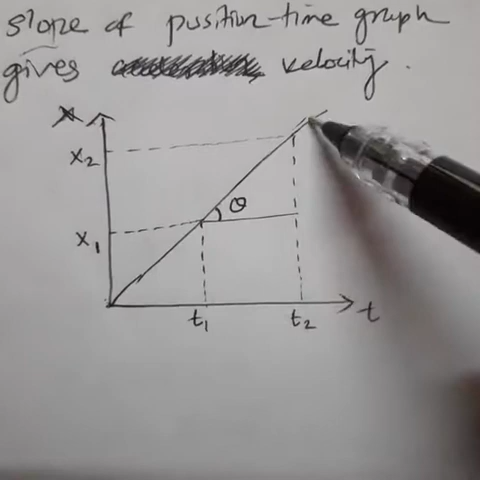 slope of position-time graph
gives velocity.
x
x2
θ
x1
t1 t2 t